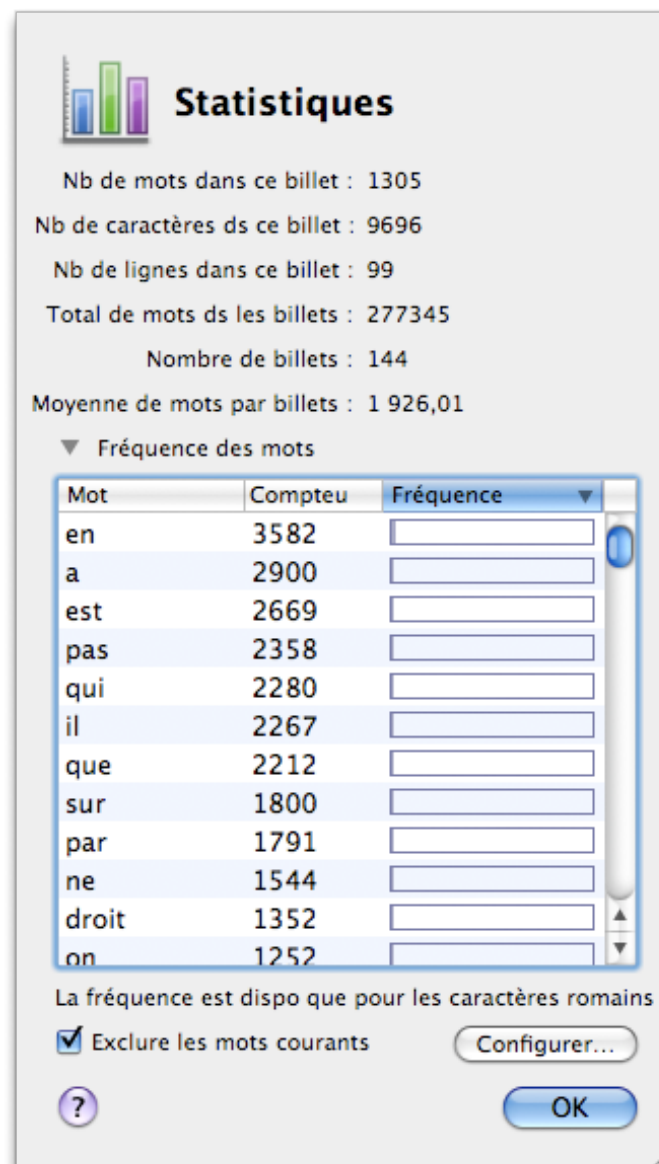 Statistiques
Nb de mots dans ce billet : 1305
Nb de caractères ds ce billet : 9696
Nb de lignes dans ce billet : 99
Total de mots ds les billets : 277345
Nombre de billets : 144
Moyenne de mots par billets : 1 926,01
▼ Fréquence des mots
Mot Compteu Fréquence ▼
en 3582
a 2900
est 2669
pas 2358
qui 2280
il 2267
que 2212
sur 1800
par 1791
ne 1544
droit 1352
on 1252
La fréquence est dispo que pour les caractères romains
Exclure les mots courants Configurer...
? OK